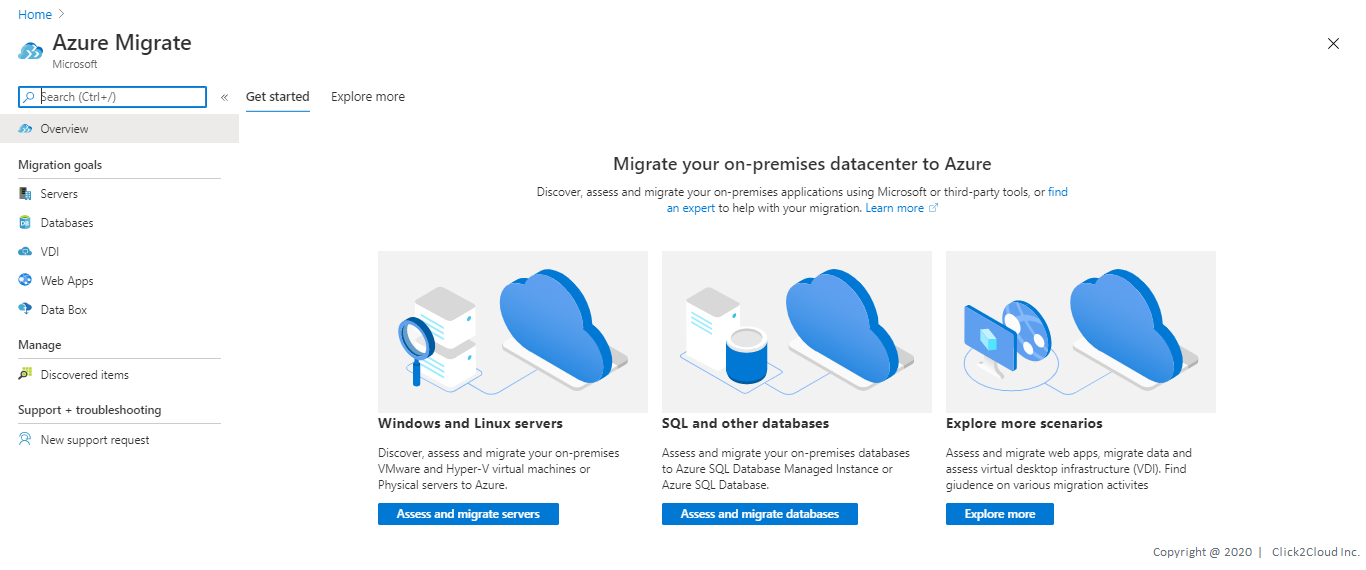 Home
Azure Migrate
Microsoft
Search (Ctrl+/)
«
Get started
Explore more
Overview
Migration goals
Servers
Databases
VDI
Web Apps
Data Box
Manage
Discovered items
Support + troubleshooting
New support request
Migrate your on-premises datacenter to Azure
Discover, assess and migrate your on-premises applications using Microsoft or third-party tools, or find
an expert to help with your migration. Learn more
Windows and Linux servers
Discover, assess and migrate your on-premises
VMware and Hyper-V virtual machines or
Physical servers to Azure.
Assess and migrate servers
SQL and other databases
Assess and migrate your on-premises databases
to Azure SQL Database Managed Instance or
Azure SQL Database.
Assess and migrate databases
Explore more scenarios
Assess and migrate web apps, migrate data and
assess virtual desktop infrastructure (VDI). Find
giudence on various migration activites
Explore more
Copyright @ 2020 | Click2Cloud Inc.